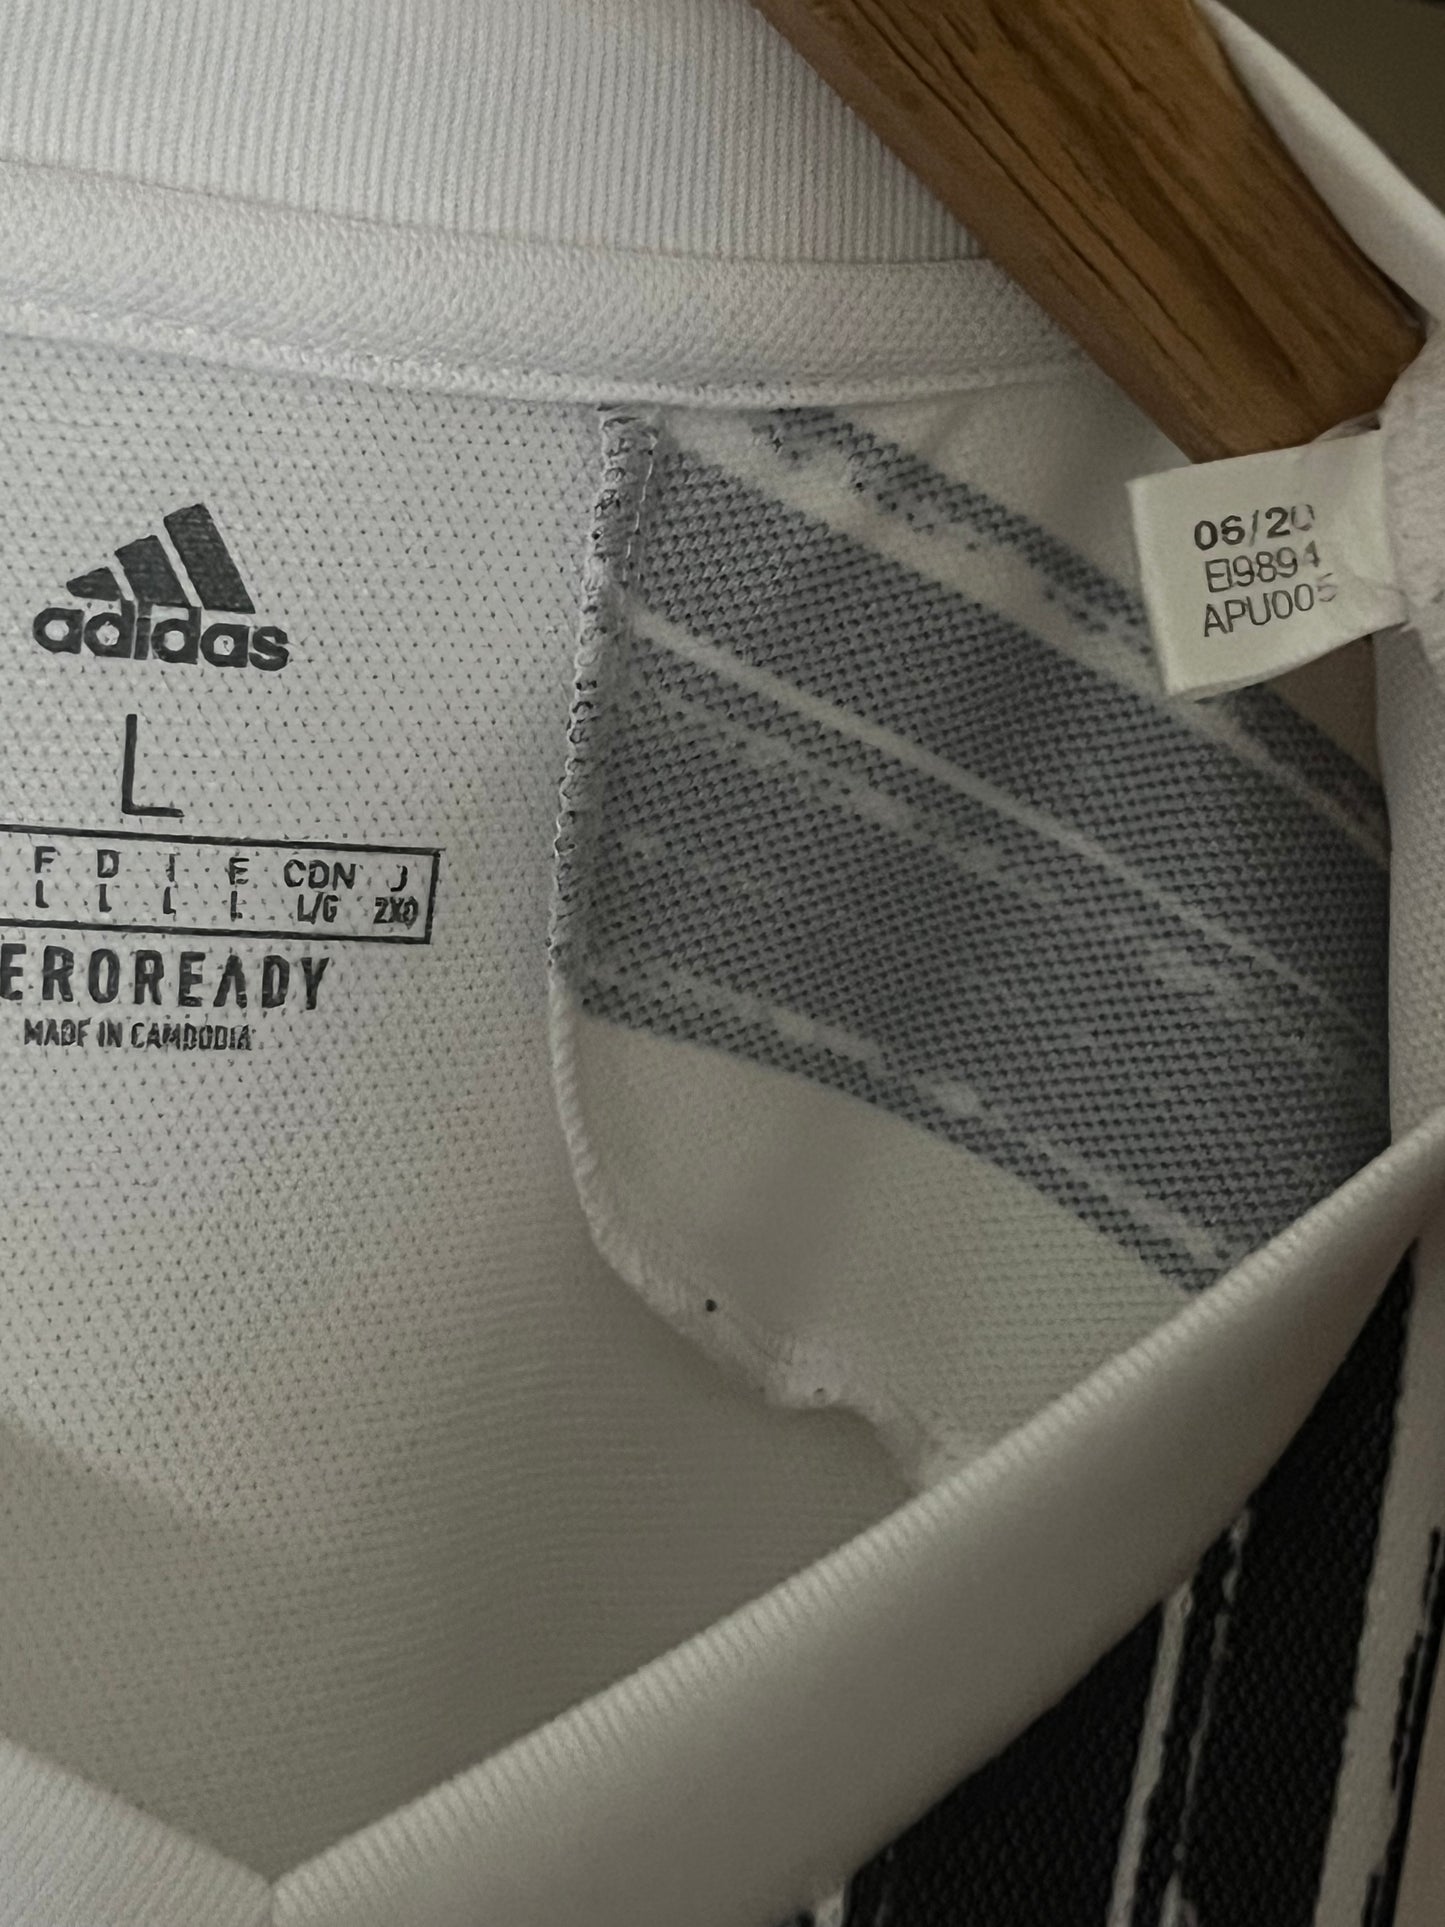 adidas
L
F D I E CDN J
L L L L L/G 2XO
EROREADY
MADE IN CAMBODIA
06/20
EI9894
APU005